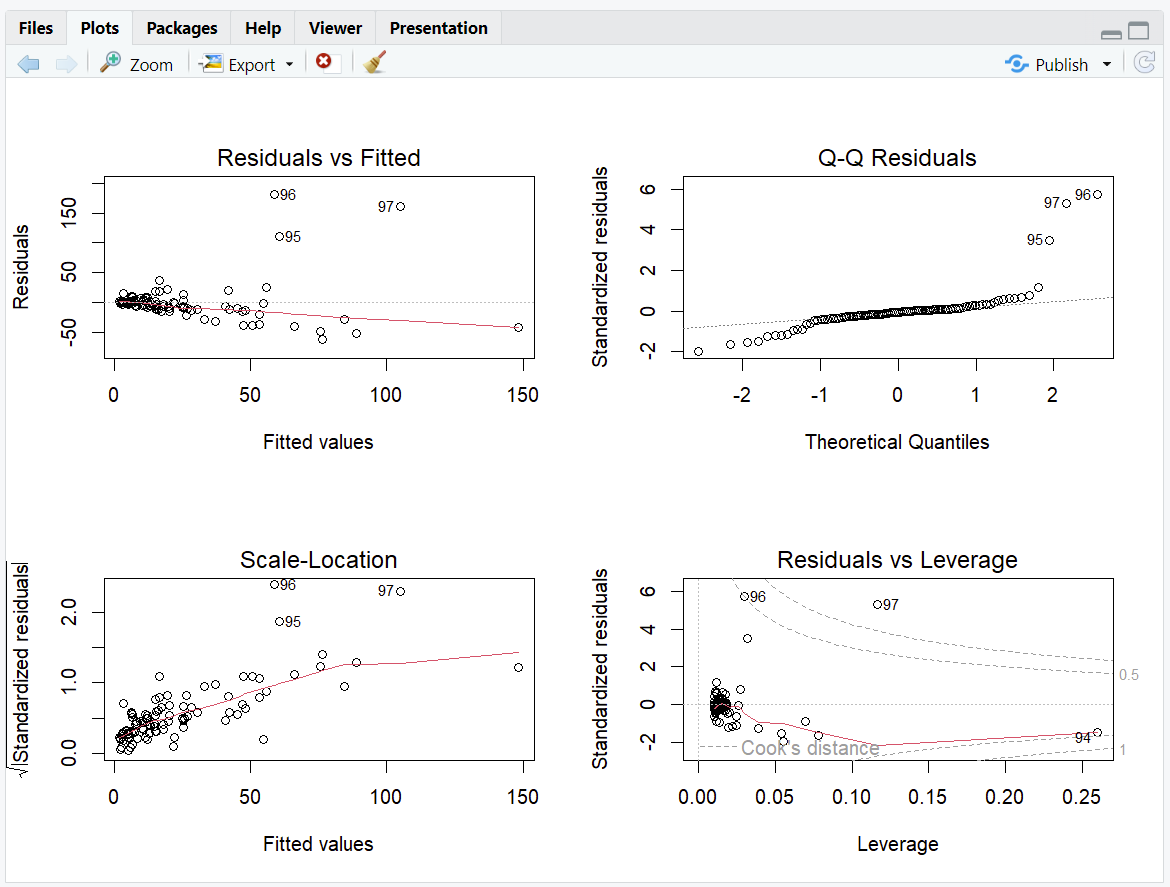 Files Plots Packages Help Viewer Presentation
Zoom Export Publish
Residuals vs Fitted
Residuals
-50 50 150
96
97
95
0 50 100 150
Fitted values
Q-Q Residuals
Standardized residuals
-2 0 2 4 6
97 96
95
-2 -1 0 1 2
Theoretical Quantiles
Scale-Location
√|Standardized residuals|
0.0 1.0 2.0
96
97
95
0 50 100 150
Fitted values
Residuals vs Leverage
Standardized residuals
-2 0 2 4 6
96
97
0.5
94
Cook's distance
1
0.00 0.05 0.10 0.15 0.20 0.25
Leverage